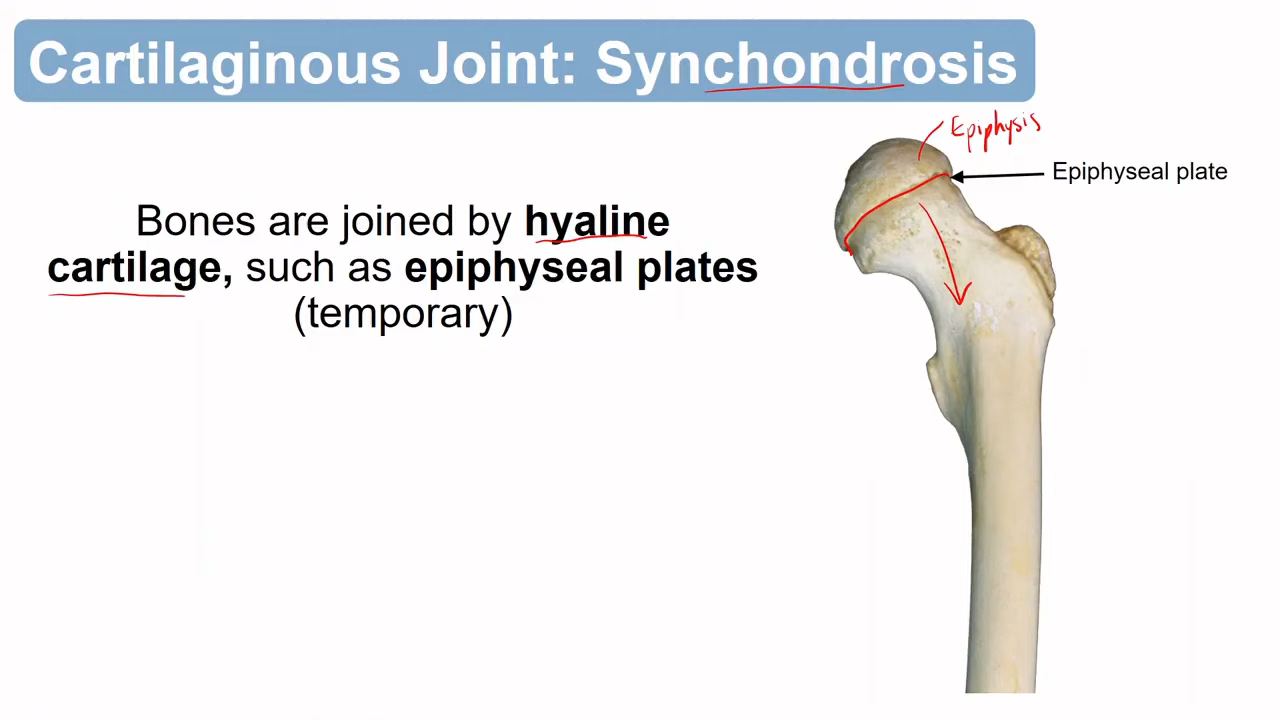 Cartilaginous Joint: Synchondrosis
Epiphysis
Epiphyseal plate
Bones are joined by hyaline
cartilage, such as epiphyseal plates
(temporary)